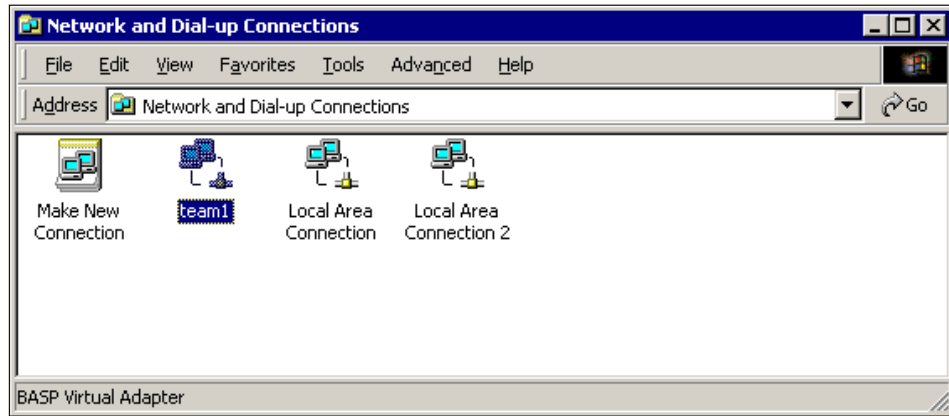 Network and Dial-up Connections
File Edit View Favorites Tools Advanced Help
Address Network and Dial-up Connections Go
Make New Connection
team1
Local Area Connection
Local Area Connection 2
BASP Virtual Adapter